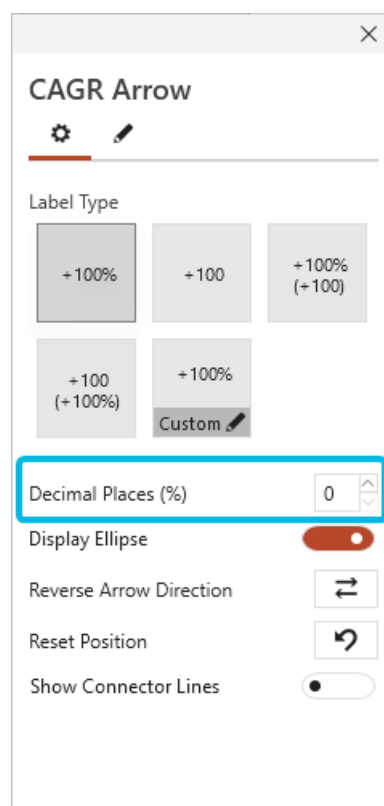 CAGR Arrow
Label Type
+100%
+100
+100%
(+100)
+100
(+100%)
+100%
Custom
Decimal Places (%)
0
Display Ellipse
Reverse Arrow Direction
Reset Position
Show Connector Lines